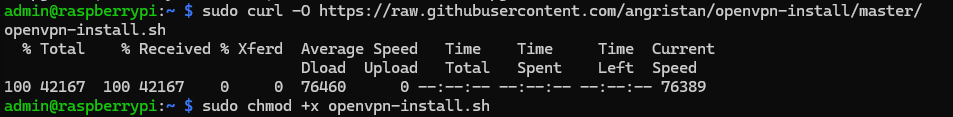 admin@raspberrypi:~ $ sudo curl -O https://raw.githubusercontent.com/angristan/openvpn-install/master/
openvpn-install.sh
  % Total    % Received % Xferd  Average Speed   Time    Time     Time  Current
                                 Dload  Upload   Total   Spent    Left  Speed
100 42167  100 42167    0     0  76460      0 --:--:-- --:--:-- --:--:-- 76389
admin@raspberrypi:~ $ sudo chmod +x openvpn-install.sh